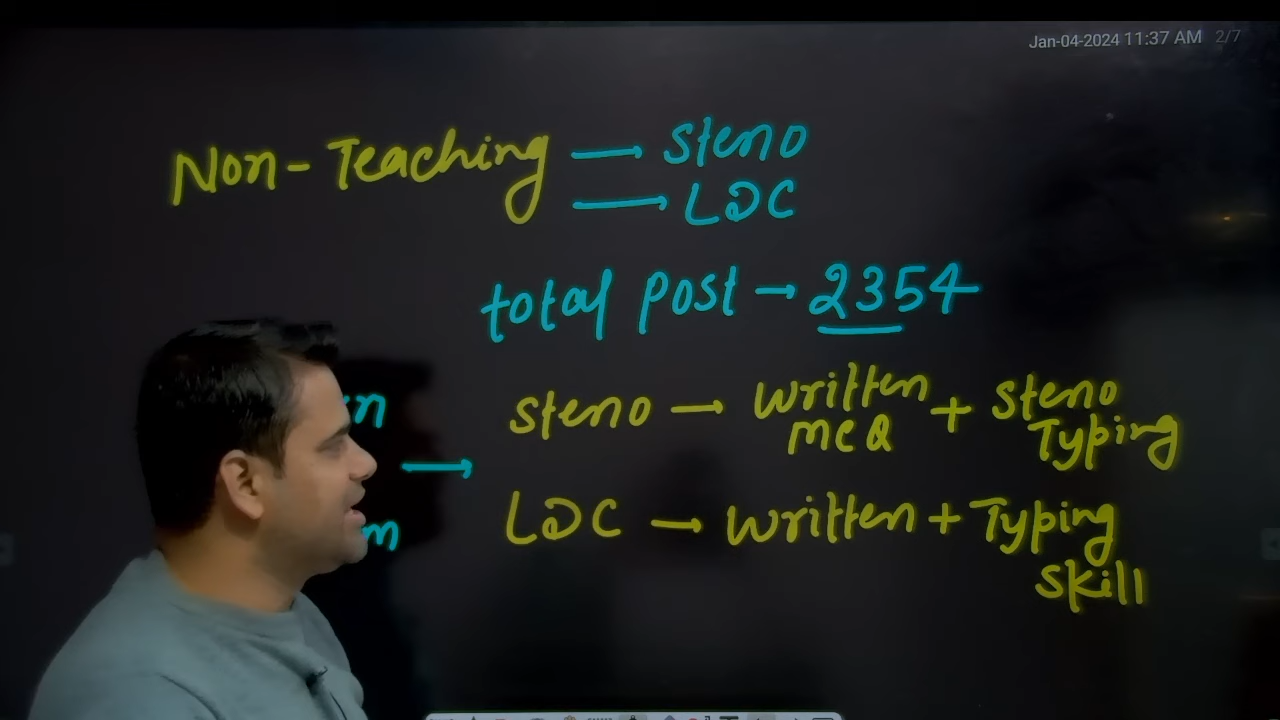 Jan-04-2024 11:37 AM 2/7
Non-Teaching → Steno
→ LDC
total post → 2354
Steno → written + Steno
MCQ Typing
→
LDC → written + Typing
Skill